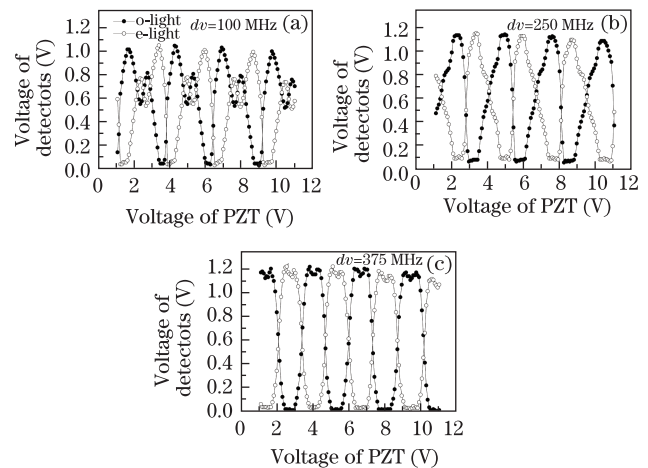 o-light
e-light
dv=100 MHz
(a)
1.2
1.0
0.8
0.6
0.4
0.2
0.0
0 2 4 6 8 10 12
Voltage of
detectots (V)
Voltage of PZT (V)
dv=250 MHz
(b)
1.2
1.0
0.8
0.6
0.4
0.2
0.0
0 2 4 6 8 10 12
Voltage of
detectots (V)
Voltage of PZT (V)
dv=375 MHz
(c)
1.2
1.0
0.8
0.6
0.4
0.2
0.0
0 2 4 6 8 10 12
Voltage of
detectots (V)
Voltage of PZT (V)